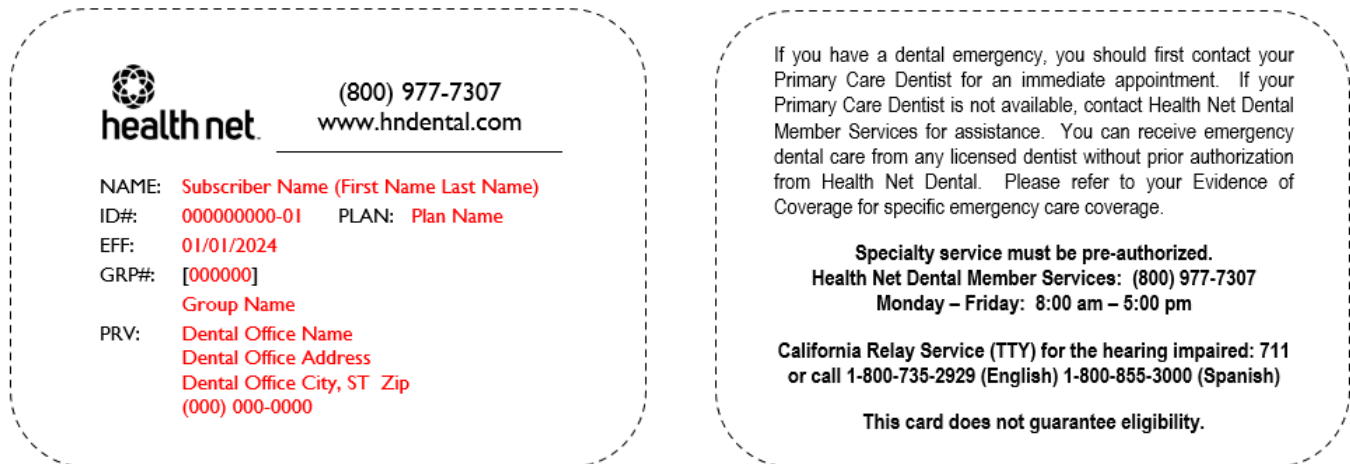 health net.
(800) 977-7307
www.hndental.com
NAME: Subscriber Name (First Name Last Name)
ID#: 000000000-01 PLAN: Plan Name
EFF: 01/01/2024
GRP#: [000000]
Group Name
PRV: Dental Office Name
Dental Office Address
Dental Office City, ST Zip
(000) 000-0000
If you have a dental emergency, you should first contact your
Primary Care Dentist for an immediate appointment. If your
Primary Care Dentist is not available, contact Health Net Dental
Member Services for assistance. You can receive emergency
dental care from any licensed dentist without prior authorization
from Health Net Dental. Please refer to your Evidence of
Coverage for specific emergency care coverage.
Specialty service must be pre-authorized.
Health Net Dental Member Services: (800) 977-7307
Monday – Friday: 8:00 am – 5:00 pm
California Relay Service (TTY) for the hearing impaired: 711
or call 1-800-735-2929 (English) 1-800-855-3000 (Spanish)
This card does not guarantee eligibility.